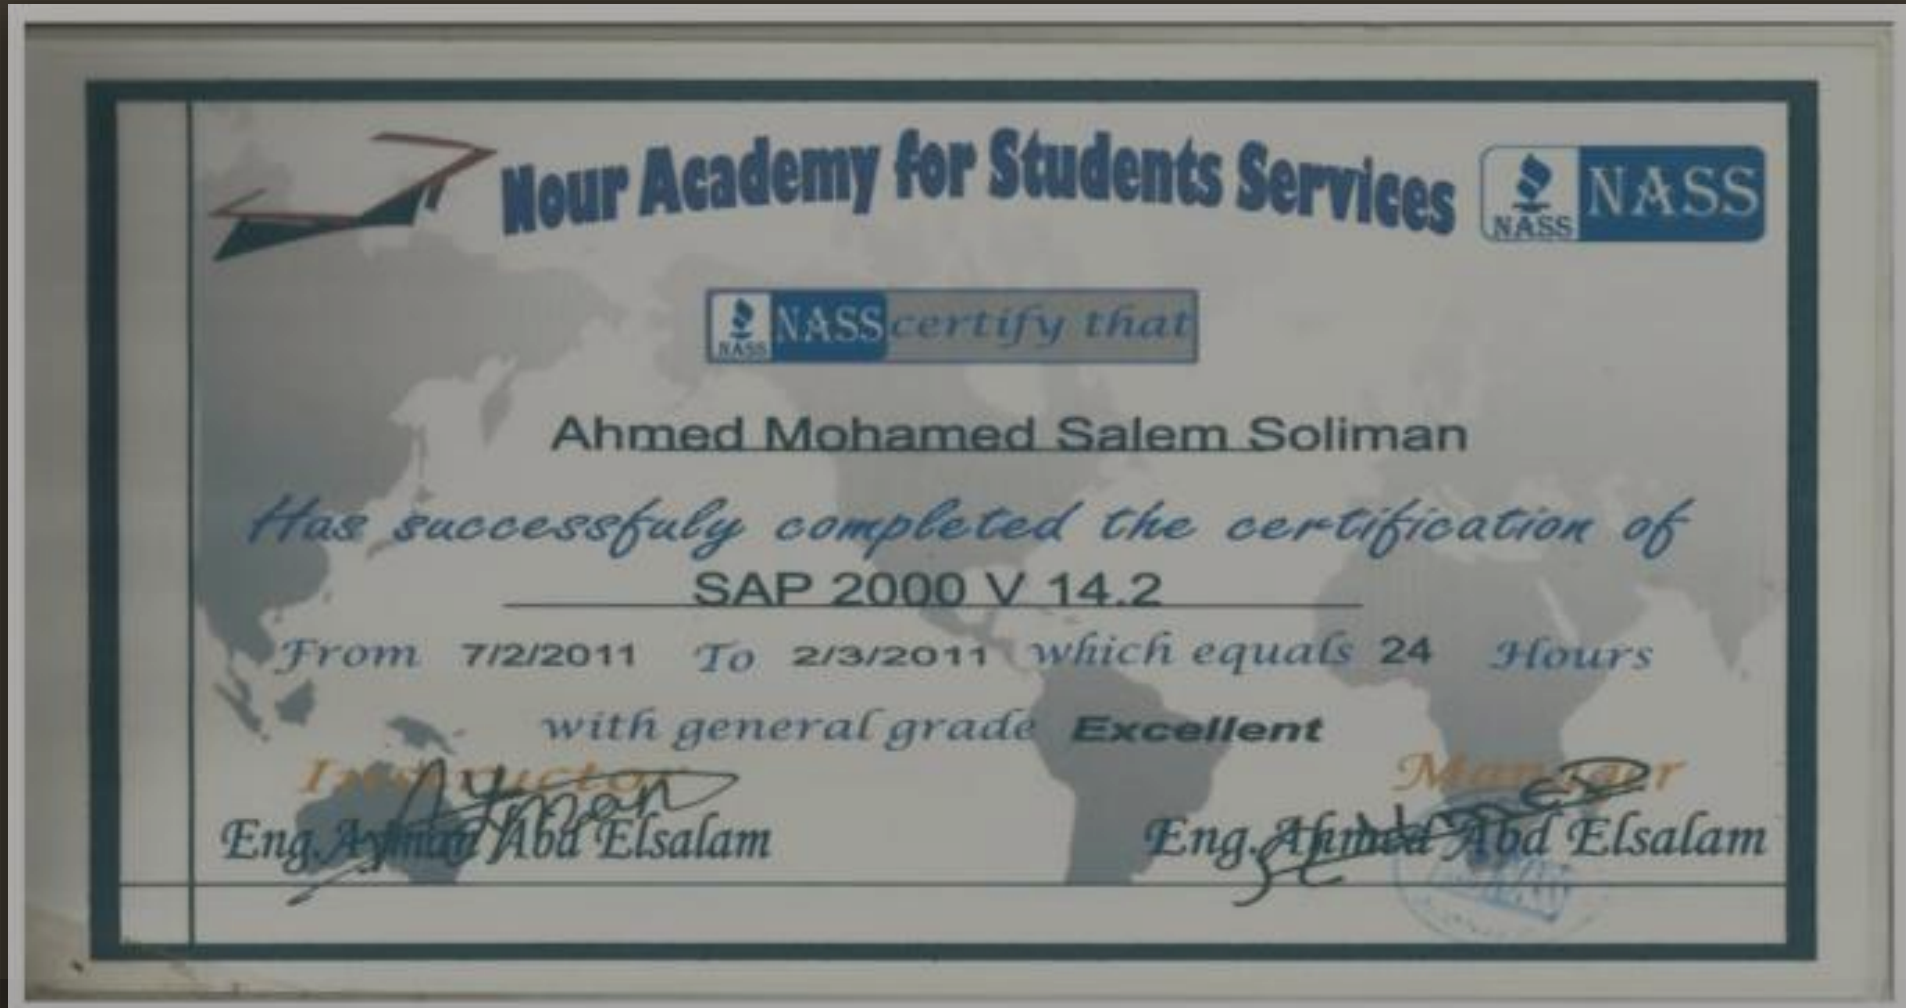 Nour Academy for Students Services
NASS
NASS
NASS
NASS
certify that
Ahmed Mohamed Salem Soliman
Has successfuly completed the certification of
SAP 2000 V 14.2
From 7/2/2011 To 2/3/2011 which equals 24 Hours
with general grade Excellent
Instructor Manager
Eng.Ayman Abd Elsalam Eng.Ahmed Abd Elsalam